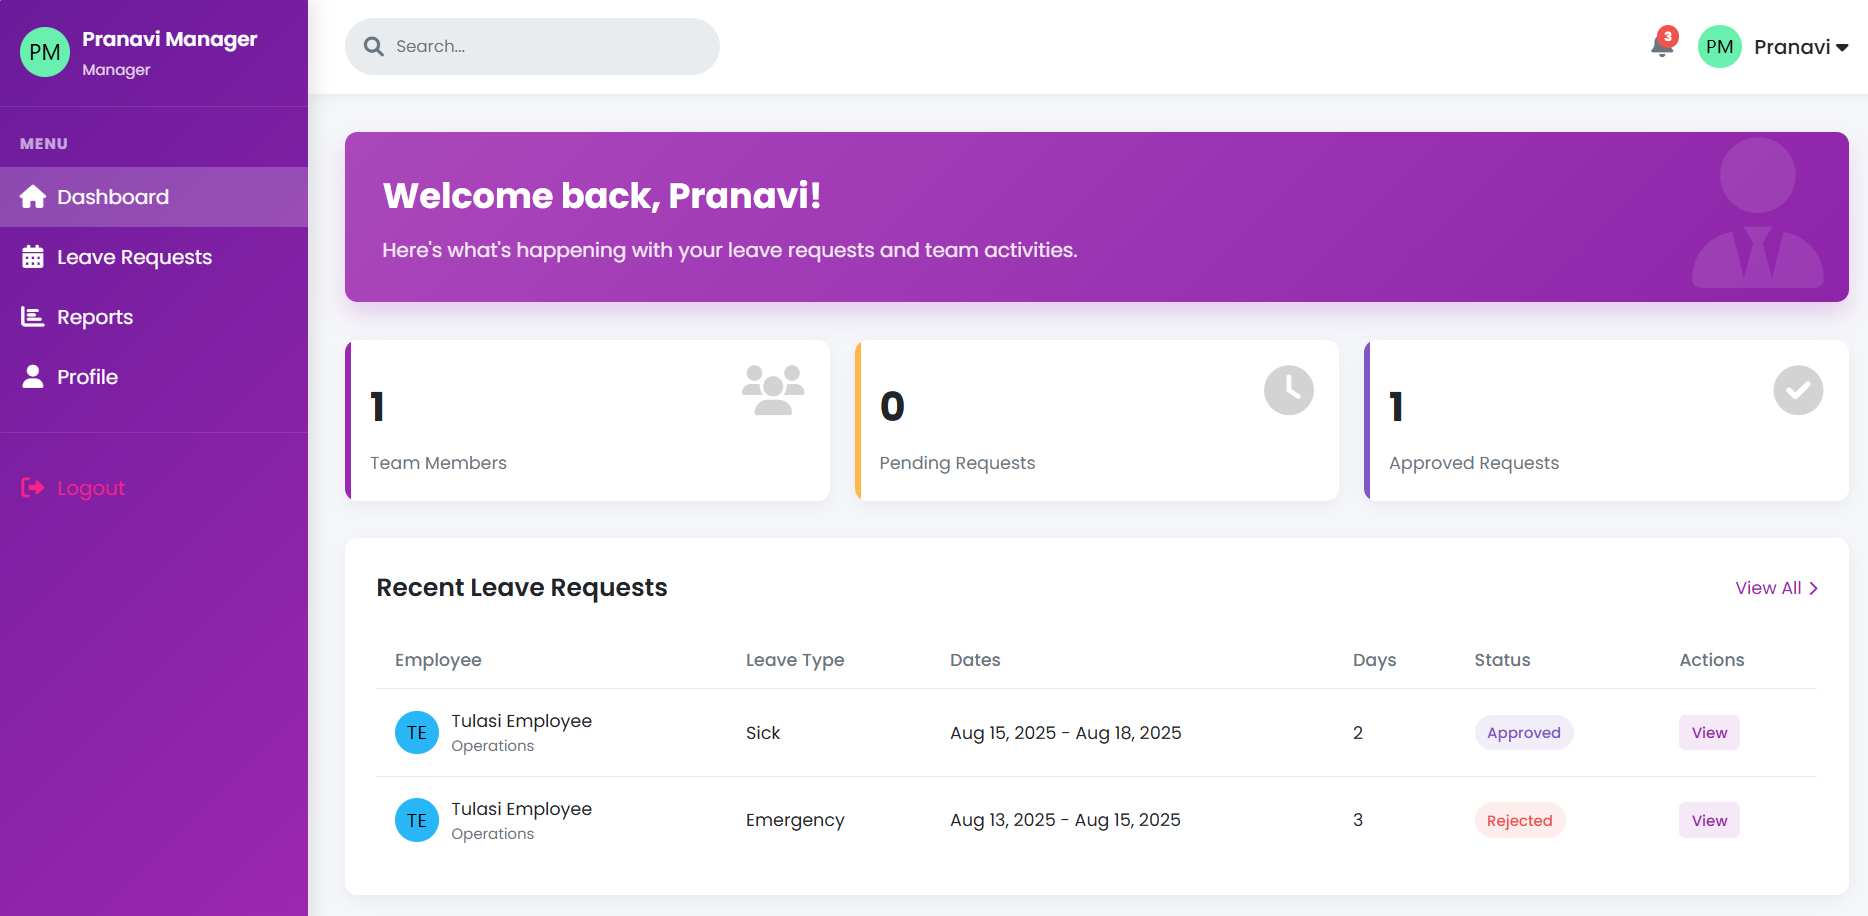 PM
Pranavi Manager
Manager
MENU
Dashboard
Leave Requests
Reports
Profile
Logout
Search...
3
PM
Pranavi
Welcome back, Pranavi!
Here's what's happening with your leave requests and team activities.
1
Team Members
0
Pending Requests
1
Approved Requests
Recent Leave Requests
View All
Employee Leave Type Dates Days Status Actions
TE
Tulasi Employee
Operations
Sick Aug 15, 2025 - Aug 18, 2025 2 Approved View
TE
Tulasi Employee
Operations
Emergency Aug 13, 2025 - Aug 15, 2025 3 Rejected View